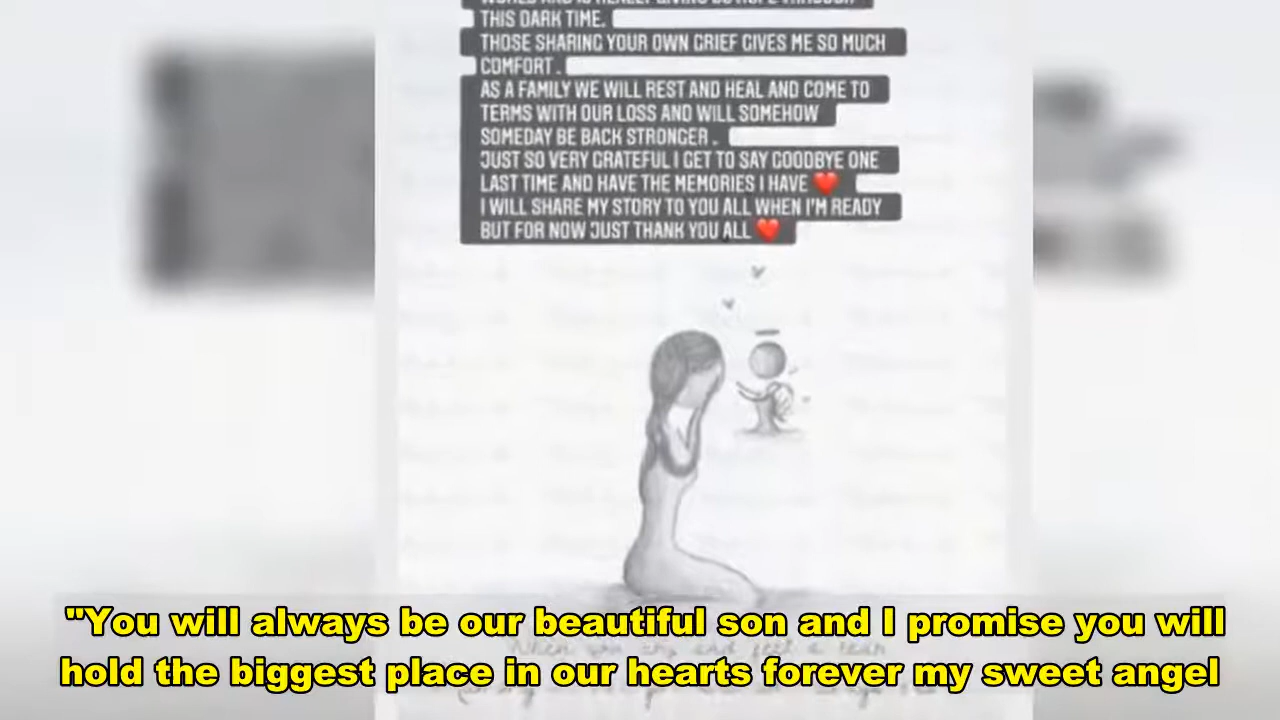 THIS DARK TIME.
THOSE SHARING YOUR OWN GRIEF GIVES ME SO MUCH
COMFORT.
AS A FAMILY WE WILL REST AND HEAL AND COME TO
TERMS WITH OUR LOSS AND WILL SOMEHOW
SOMEDAY BE BACK STRONGER.
JUST SO VERY GRATEFUL I GET TO SAY GOODBYE ONE
LAST TIME AND HAVE THE MEMORIES I HAVE ❤️
I WILL SHARE MY STORY TO YOU ALL WHEN I'M READY
BUT FOR NOW JUST THANK YOU ALL ❤️
"You will always be our beautiful son and I promise you will
hold the biggest place in our hearts forever my sweet angel